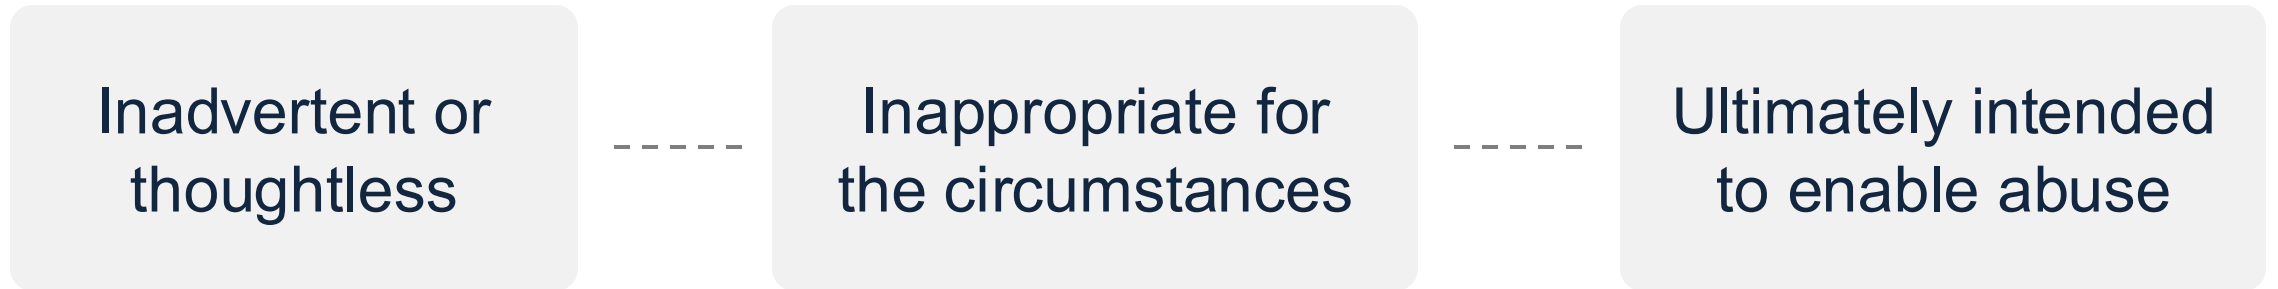 Inadvertent or
thoughtless
Inappropriate for
the circumstances
Ultimately intended
to enable abuse